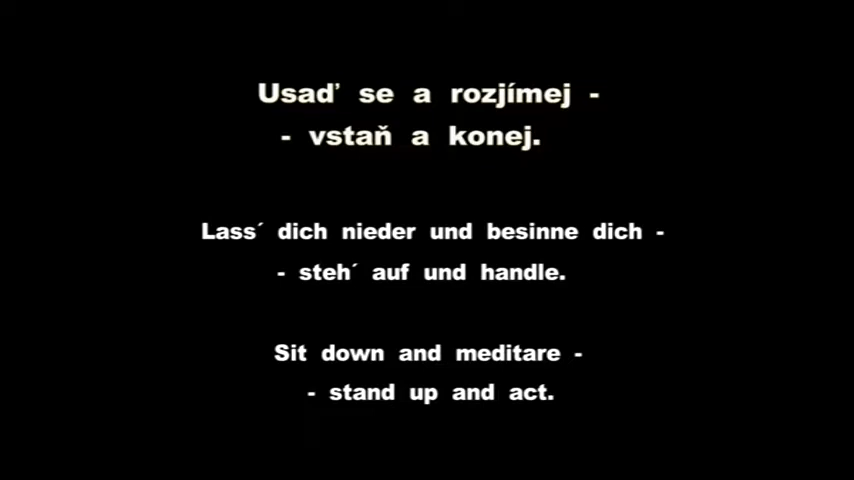 Usaď se a rozjímej -
- vstaň a konej.
Lass´ dich nieder und besinne dich -
- steh´ auf und handle.
Sit down and meditare -
- stand up and act.